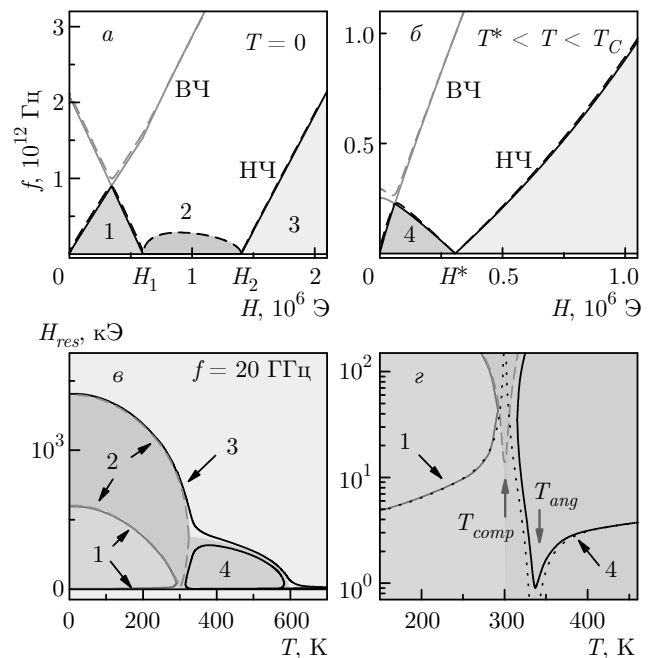 а
T = 0
ВЧ
НЧ
1
2
3
f, 10¹² Гц
0
1
2
3
0
H₁
1
H₂
2
H, 10⁶ Э
б
T* < T < T_C
ВЧ
НЧ
4
0
0.5
1.0
0
H*
0.5
1.0
H, 10⁶ Э
H_res, кЭ
в
f = 20 ГГц
2
3
1
4
10³
0
0
200
400
600
T, K
г
1
T_comp
T_ang
4
10²
10¹
10⁰
200
300
400
T, K